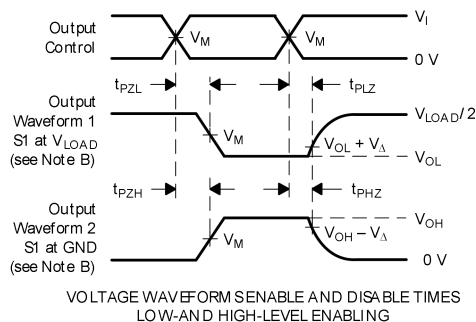 Output
Control
V_I
V_M
V_M
0 V
t_PZL
t_PLZ
Output
Waveform 1
S1 at V_LOAD
(see Note B)
V_LOAD/2
V_M
V_OL + V_Δ
V_OL
t_PZH
t_PHZ
Output
Waveform 2
S1 at GND
(see Note B)
V_OH
V_M
V_OH – V_Δ
0 V
VOLTAGE WAVEFORMS ENABLE AND DISABLE TIMES
LOW-AND HIGH-LEVEL ENABLING